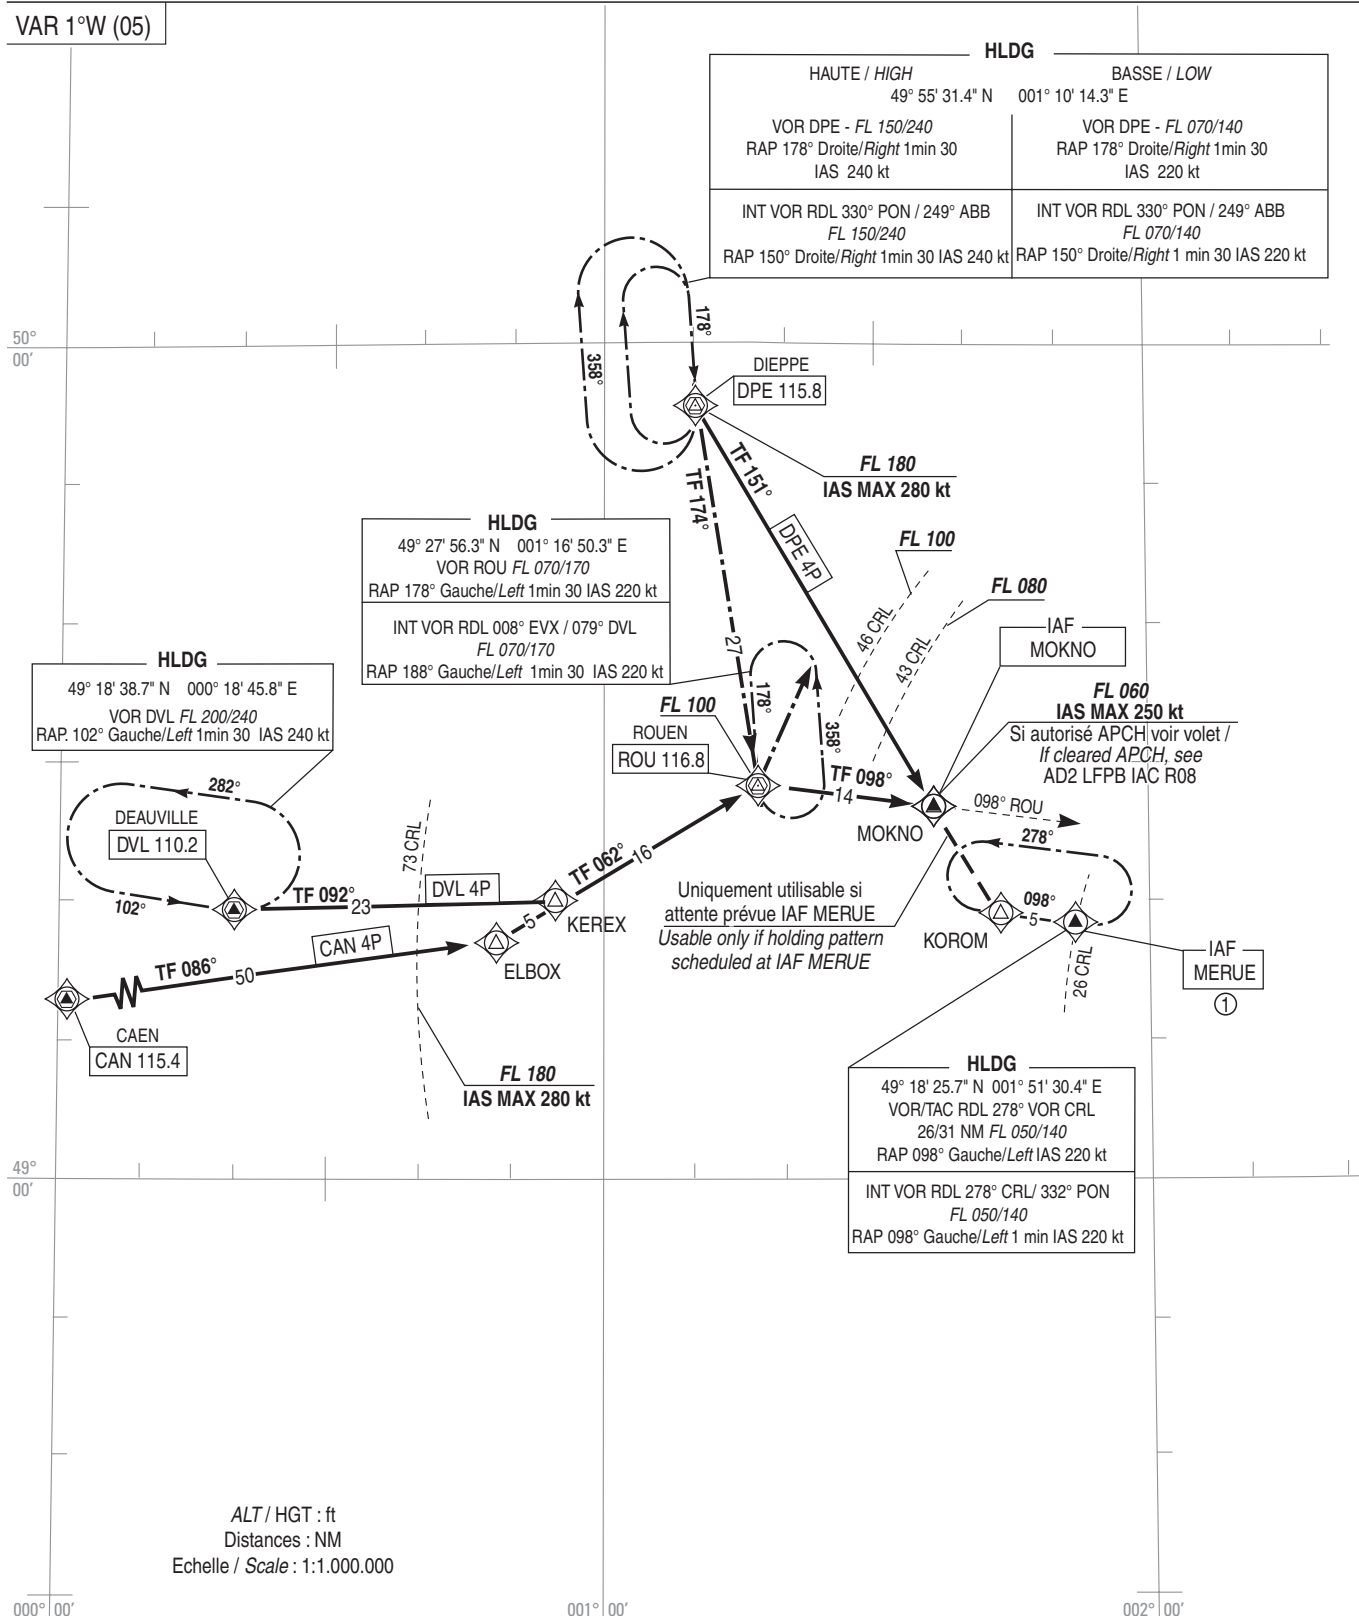 VAR 1°W (05)
HLDG
HAUTE / HIGH
BASSE / LOW
49° 55' 31.4" N 001° 10' 14.3" E
VOR DPE - FL 150/240
RAP 178° Droite/Right 1min 30
IAS 240 kt
VOR DPE - FL 070/140
RAP 178° Droite/Right 1min 30
IAS 220 kt
INT VOR RDL 330° PON / 249° ABB
FL 150/240
RAP 150° Droite/Right 1min 30 IAS 240 kt
INT VOR RDL 330° PON / 249° ABB
FL 070/140
RAP 150° Droite/Right 1 min 30 IAS 220 kt
50°
00'
178°
358°
DIEPPE
DPE 115.8
FL 180
IAS MAX 280 kt
TF 151°
TF 174°
DPE 4P
HLDG
49° 27' 56.3" N 001° 16' 50.3" E
VOR ROU FL 070/170
RAP 178° Gauche/Left 1min 30 IAS 220 kt
INT VOR RDL 008° EVX / 079° DVL
FL 070/170
RAP 188° Gauche/Left 1min 30 IAS 220 kt
FL 100
FL 080
46 CRL
43 CRL
27
IAF
MOKNO
HLDG
49° 18' 38.7" N 000° 18' 45.8" E
VOR DVL FL 200/240
RAP. 102° Gauche/Left 1min 30 IAS 240 kt
FL 060
IAS MAX 250 kt
Si autorisé APCH voir volet /
If cleared APCH, see
AD2 LFPB IAC R08
FL 100
ROUEN
ROU 116.8
178°
358°
TF 098°
14
MOKNO
098° ROU
282°
DEAUVILLE
DVL 110.2
102°
73 CRL
TF 092°
23
DVL 4P
TF 062°
16
KEREX
5
ELBOX
CAN 4P
TF 086°
50
CAEN
CAN 115.4
FL 180
IAS MAX 280 kt
Uniquement utilisable si
attente prévue IAF MERUE
Usable only if holding pattern
scheduled at IAF MERUE
278°
098°
5
KOROM
26 CRL
IAF
MERUE
1
HLDG
49° 18' 25.7" N 001° 51' 30.4" E
VOR/TAC RDL 278° VOR CRL
26/31 NM FL 050/140
RAP 098° Gauche/Left IAS 220 kt
INT VOR RDL 278° CRL/ 332° PON
FL 050/140
RAP 098° Gauche/Left 1 min IAS 220 kt
49°
00'
ALT / HGT : ft
Distances : NM
Echelle / Scale : 1:1.000.000
000° 00'
001° 00'
002° 00'